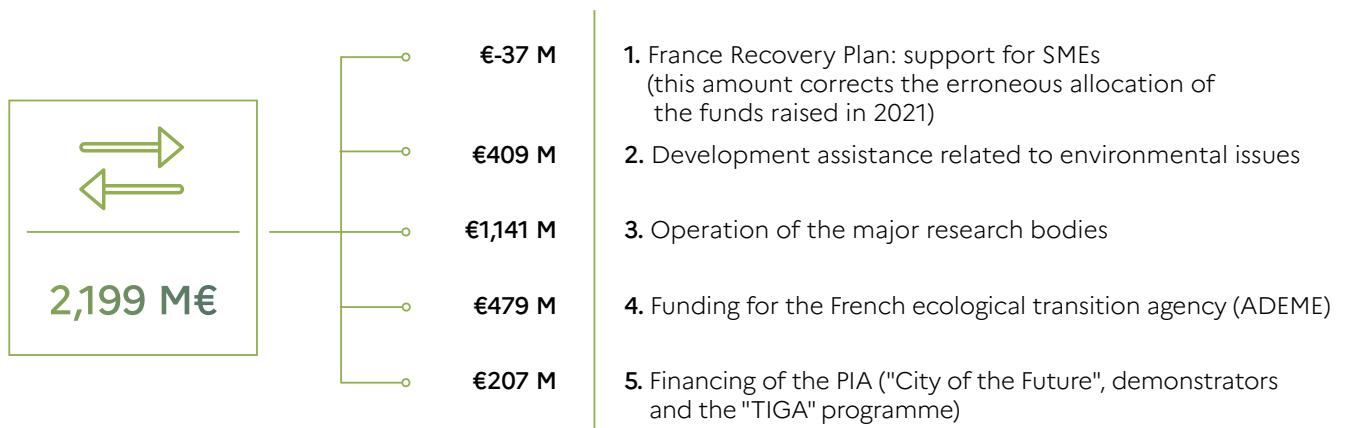 2,199 M€
€-37 M
1. France Recovery Plan: support for SMEs
(this amount corrects the erroneous allocation of
the funds raised in 2021)
€409 M
2. Development assistance related to environmental issues
€1,141 M
3. Operation of the major research bodies
€479 M
4. Funding for the French ecological transition agency (ADEME)
€207 M
5. Financing of the PIA ("City of the Future", demonstrators
and the "TIGA" programme)